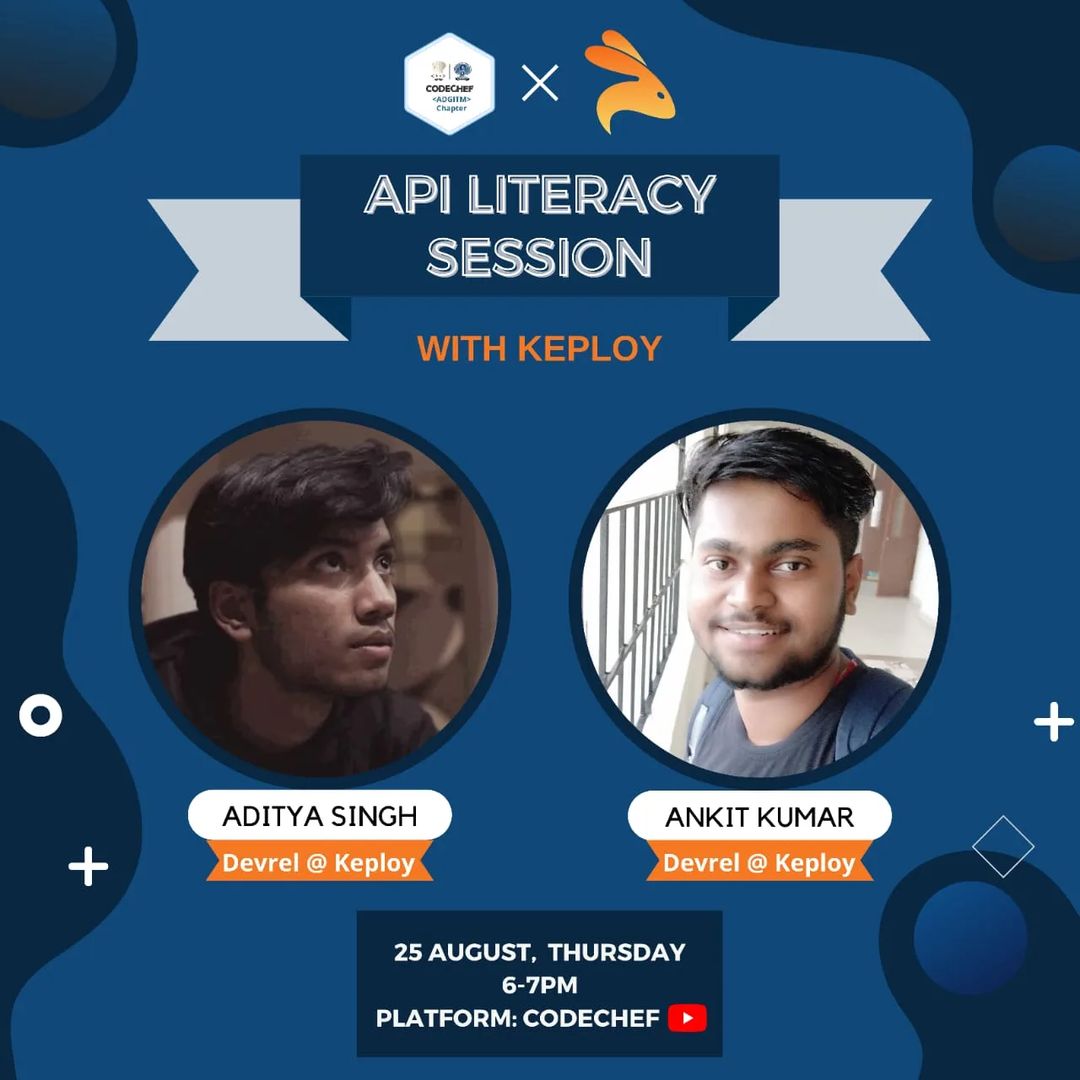 CODECHEF
<ADGITM>
Chapter
API LITERACY
SESSION
WITH KEPLOY
ADITYA SINGH
Devrel @ Keploy
ANKIT KUMAR
Devrel @ Keploy
25 AUGUST, THURSDAY
6-7PM
PLATFORM: CODECHEF